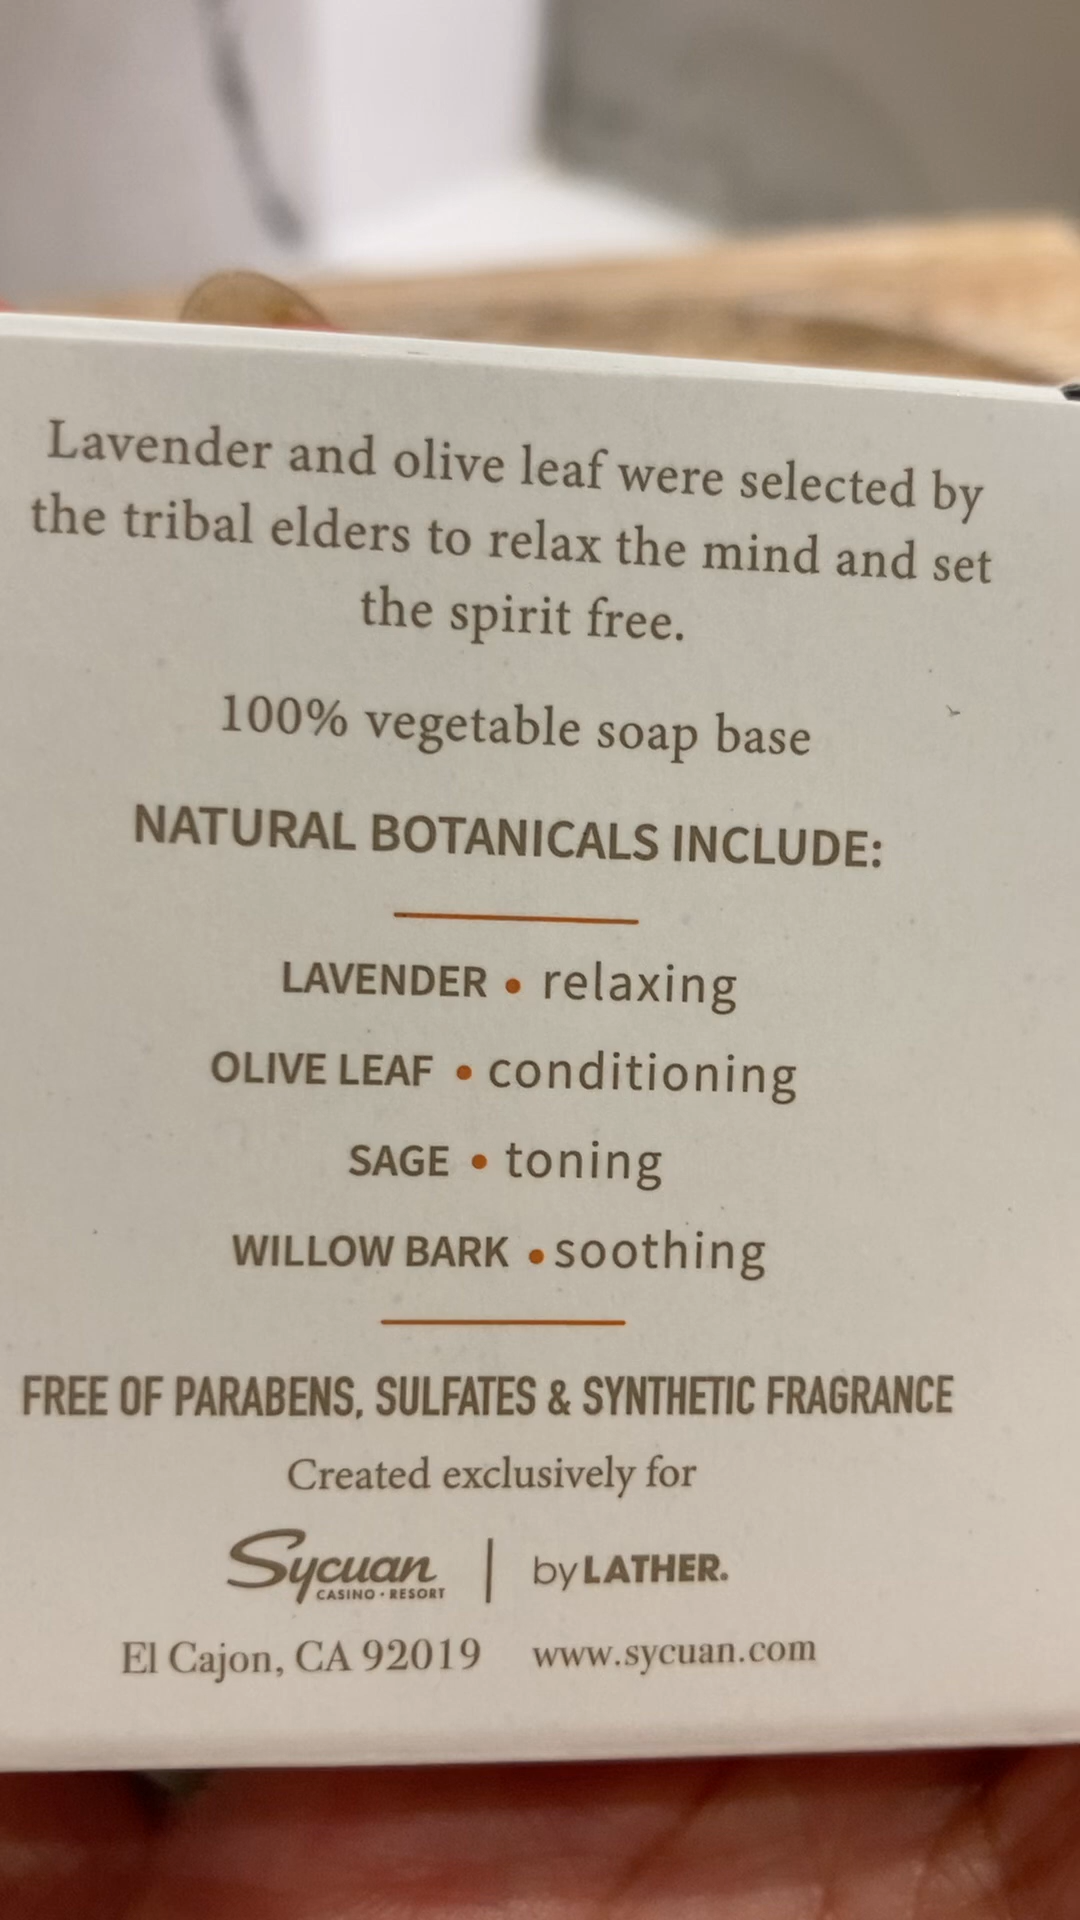 Lavender and olive leaf were selected by
the tribal elders to relax the mind and set
the spirit free.
100% vegetable soap base
NATURAL BOTANICALS INCLUDE:
LAVENDER • relaxing
OLIVE LEAF • conditioning
SAGE • toning
WILLOW BARK • soothing
FREE OF PARABENS, SULFATES & SYNTHETIC FRAGRANCE
Created exclusively for
Sycuan | by LATHER.
CASINO • RESORT
El Cajon, CA 92019 www.sycuan.com